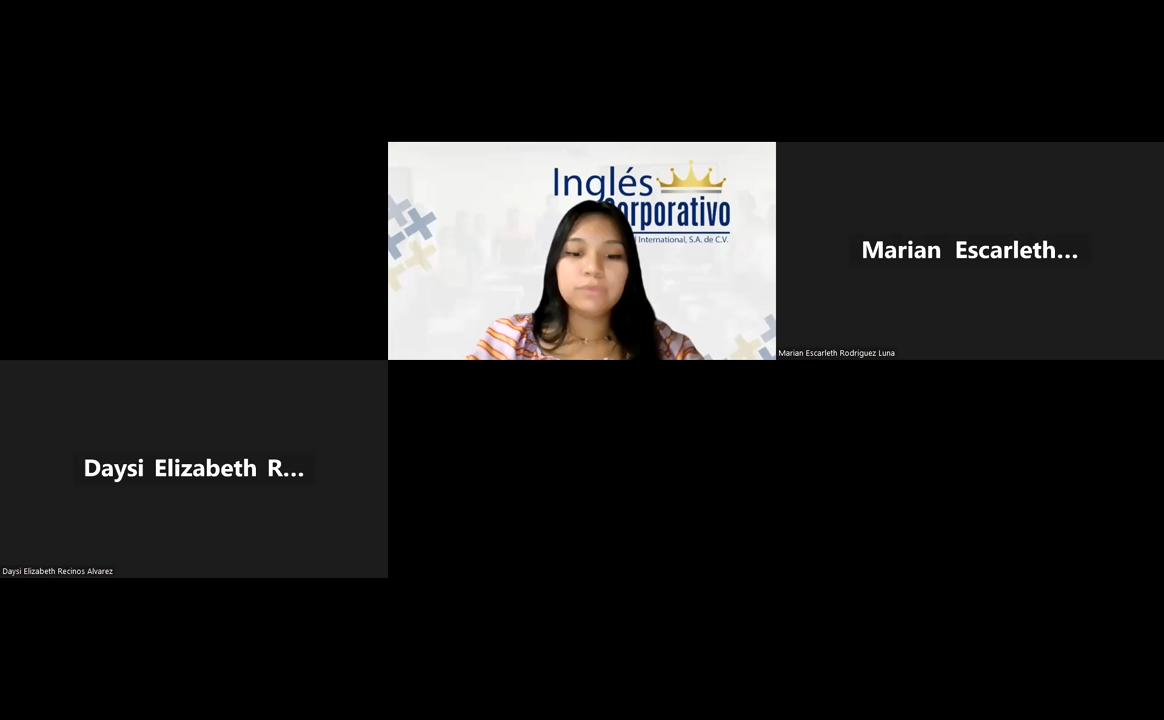 Inglés
orporativo
l International, S.A. de C.V.
Marian Escarleth...
Marian Escarleth Rodriguez Luna
Daysi Elizabeth R...
Daysi Elizabeth Recinos Alvarez